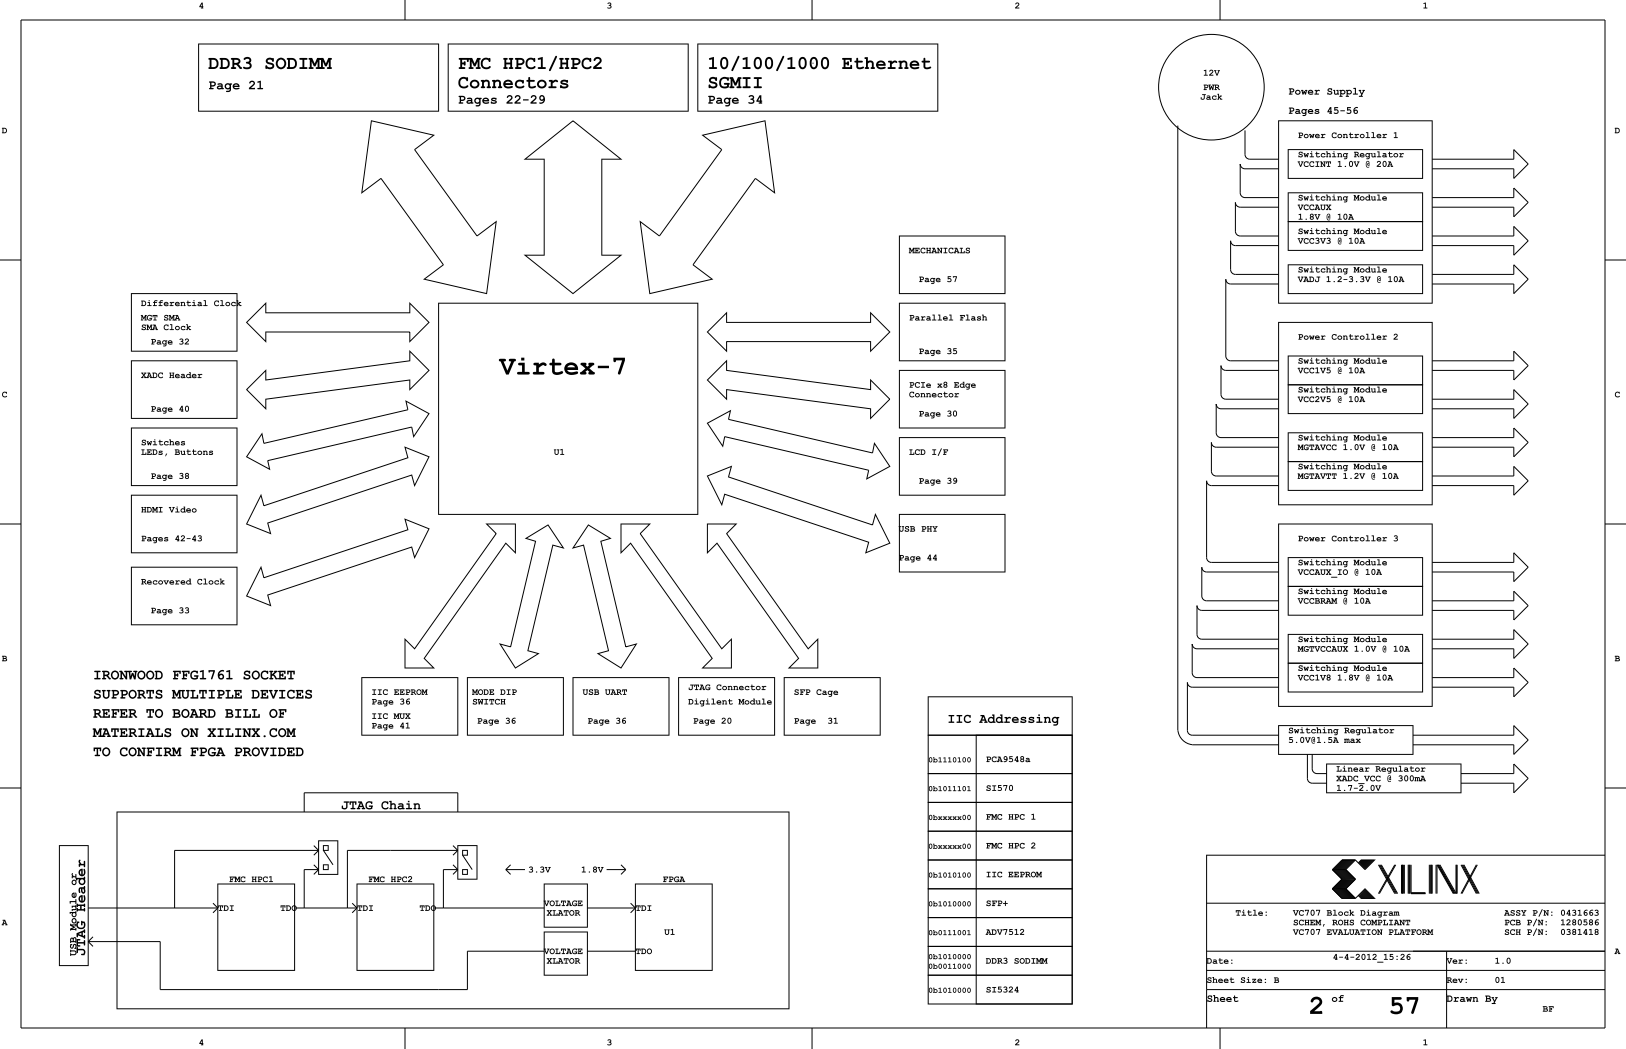 4
3
2
1
D
D
C
C
B
B
A
A
DDR3 SODIMM
Page 21
FMC HPC1/HPC2
Connectors
Pages 22-29
10/100/1000 Ethernet
SGMII
Page 34
12V
PWR
Jack
Power Supply
Pages 45-56
Power Controller 1
Switching Regulator
VCCINT 1.0V @ 20A
Switching Module
VCCAUX
1.8V @ 10A
Switching Module
VCC3V3 @ 10A
Switching Module
VADJ 1.2-3.3V @ 10A
Power Controller 2
Switching Module
VCC1V5 @ 10A
Switching Module
VCC2V5 @ 10A
Switching Module
MGTAVCC 1.0V @ 10A
Switching Module
MGTAVTT 1.2V @ 10A
Power Controller 3
Switching Module
VCCAUX_IO @ 10A
Switching Module
VCCBRAM @ 10A
Switching Module
MGTVCCAUX 1.0V @ 10A
Switching Module
VCC1V8 1.8V @ 10A
Switching Regulator
5.0V@1.5A max
Linear Regulator
XADC_VCC @ 300mA
1.7-2.0V
Differential Clock
MGT SMA
SMA Clock
Page 32
XADC Header
Page 40
Switches
LEDs, Buttons
Page 38
HDMI Video
Pages 42-43
Recovered Clock
Page 33
Virtex-7
U1
MECHANICALS
Page 57
Parallel Flash
Page 35
PCIe x8 Edge
Connector
Page 30
LCD I/F
Page 39
USB PHY
Page 44
IIC EEPROM
Page 36
IIC MUX
Page 41
MODE DIP
SWITCH
Page 36
USB UART
Page 36
JTAG Connector
Digilent Module
Page 20
SFP Cage
Page 31
IRONWOOD FFG1761 SOCKET
SUPPORTS MULTIPLE DEVICES
REFER TO BOARD BILL OF
MATERIALS ON XILINX.COM
TO CONFIRM FPGA PROVIDED
IIC Addressing
0b1110100 PCA9548a
0b1011101 SI570
0bxxxxx00 FMC HPC 1
0bxxxxx00 FMC HPC 2
0b1010100 IIC EEPROM
0b1010000 SFP+
0b0111001 ADV7512
0b1010000
0b0011000 DDR3 SODIMM
0b1010000 SI5324
JTAG Chain
USB Module or
JTAG Header
FMC HPC1
TDI TDO
FMC HPC2
TDI TDO
3.3V 1.8V
VOLTAGE
XLATOR
VOLTAGE
XLATOR
FPGA
TDI
U1
TDO
XILINX
Title: VC707 Block Diagram
SCHEM, ROHS COMPLIANT
VC707 EVALUATION PLATFORM
ASSY P/N: 0431663
PCB P/N: 1280586
SCH P/N: 0381418
Date: 4-4-2012_15:26
Ver: 1.0
Sheet Size: B
Rev: 01
Sheet 2 of 57
Drawn By
BF
4
3
2
1